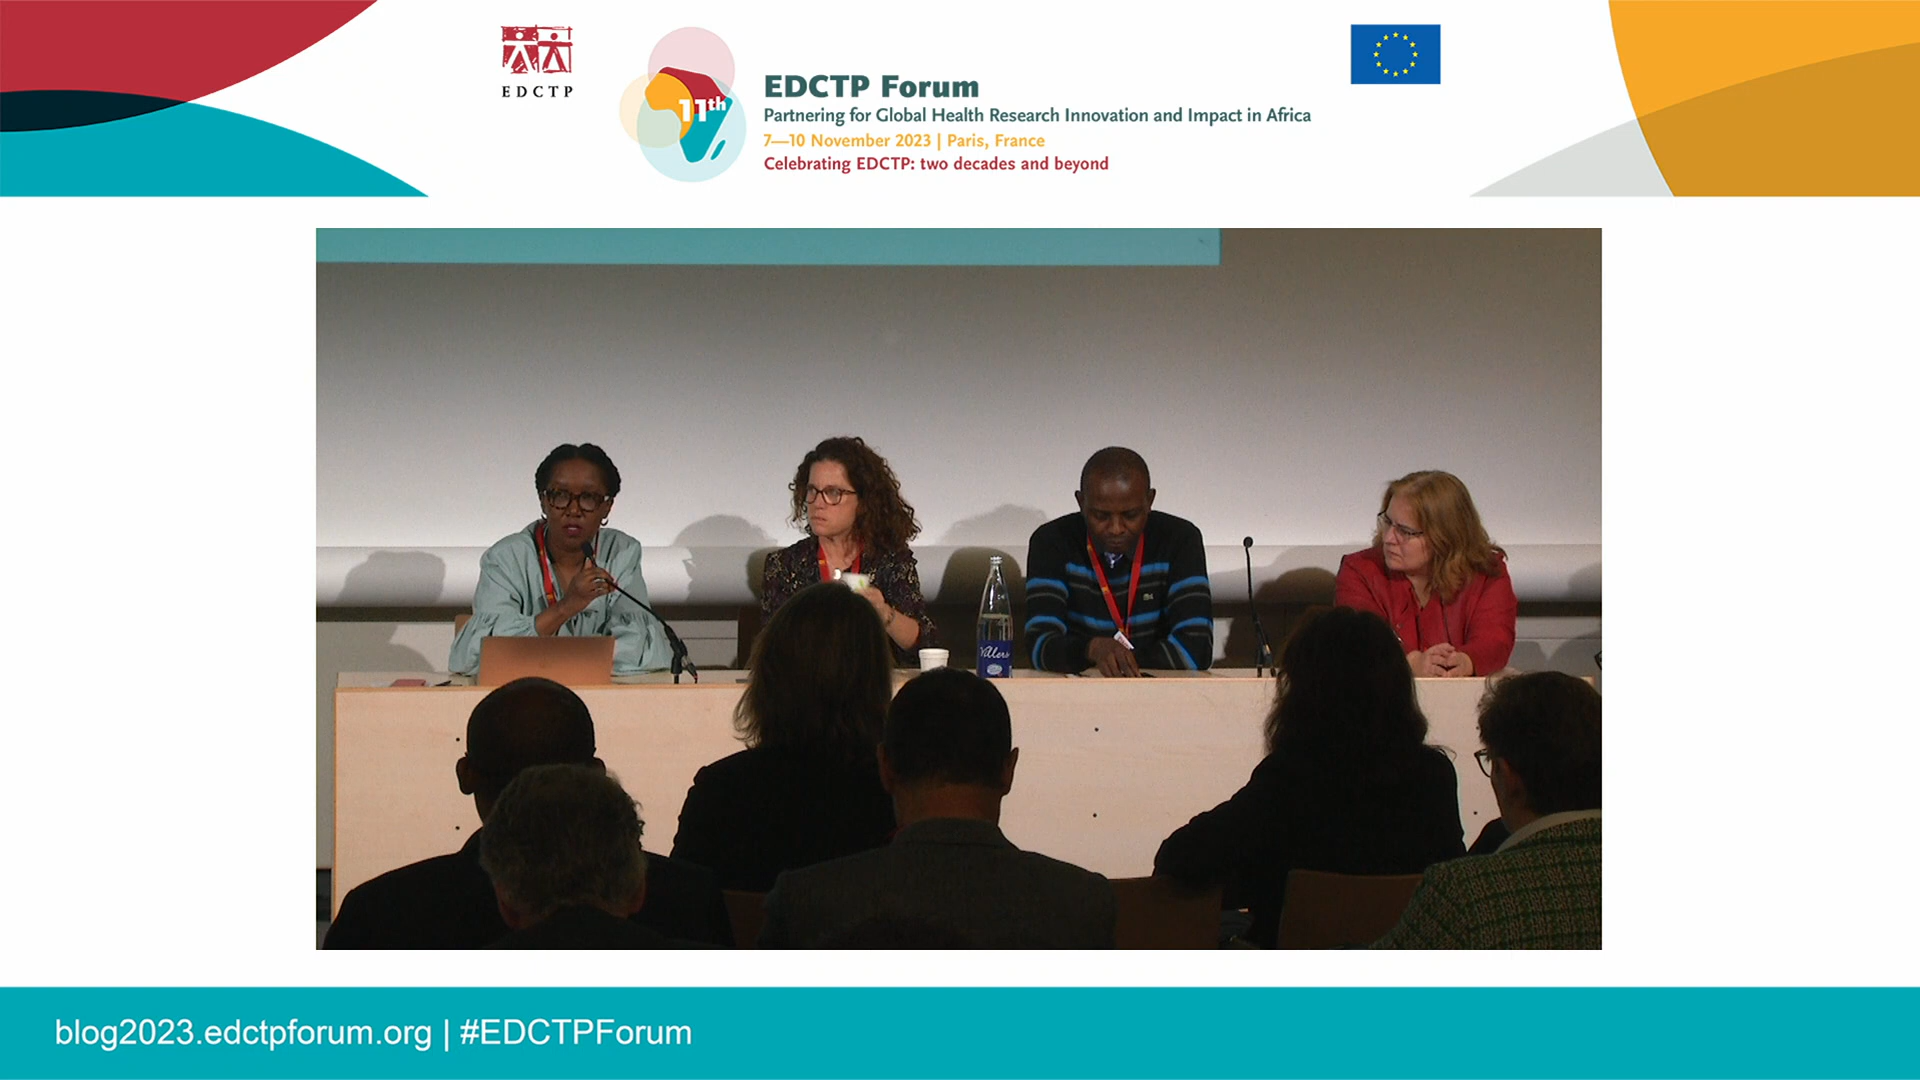 EDCTP
11th
EDCTP Forum
Partnering for Global Health Research Innovation and Impact in Africa
7—10 November 2023 | Paris, France
Celebrating EDCTP: two decades and beyond
Villers
blog2023.edctpforum.org | #EDCTPForum